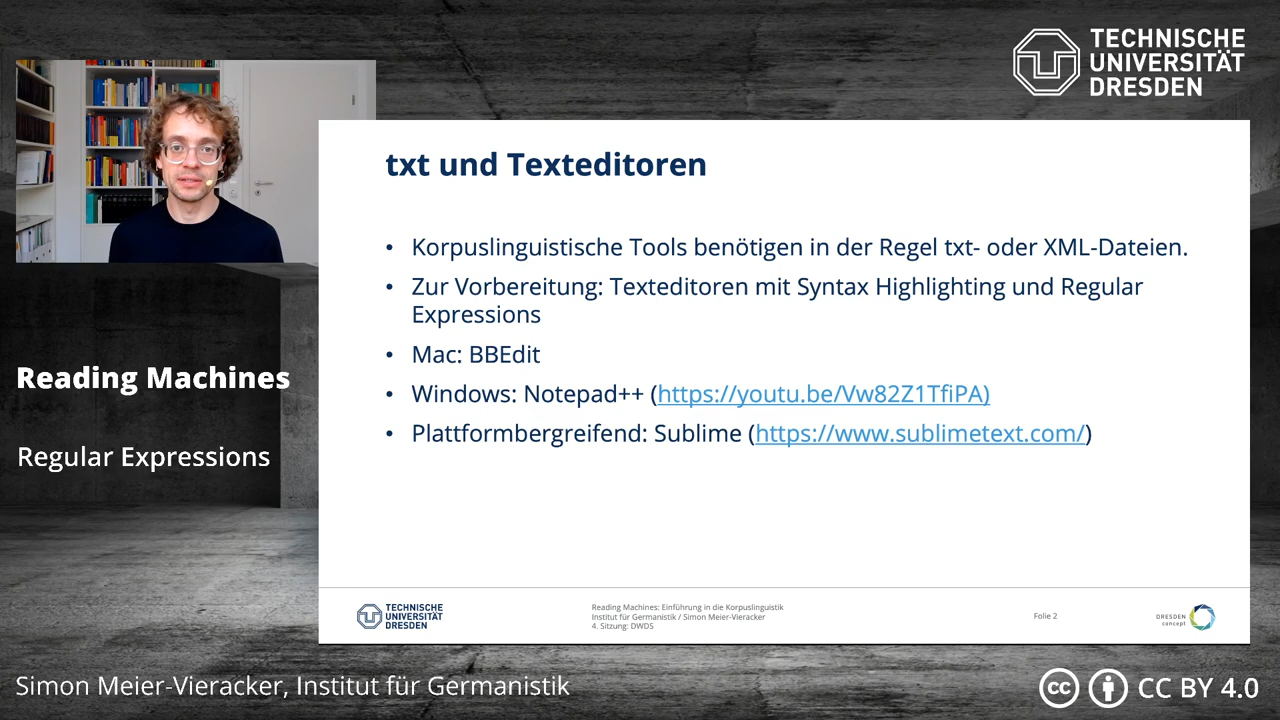 TECHNISCHE
UNIVERSITÄT
DRESDEN
txt und Texteditoren
• Korpuslinguistische Tools benötigen in der Regel txt- oder XML-Dateien.
• Zur Vorbereitung: Texteditoren mit Syntax Highlighting und Regular
Expressions
• Mac: BBEdit
• Windows: Notepad++ (https://youtu.be/Vw82Z1TfiPA)
• Plattformbergreifend: Sublime (https://www.sublimetext.com/)
Reading Machines
Regular Expressions
TECHNISCHE
UNIVERSITÄT
DRESDEN
Reading Machines: Einführung in die Korpuslinguistik
Institut für Germanistik / Simon Meier-Vieracker
4. Sitzung: DWDS
Folie 2
DRESDEN
concept
Simon Meier-Vieracker, Institut für Germanistik
cc CC BY 4.0